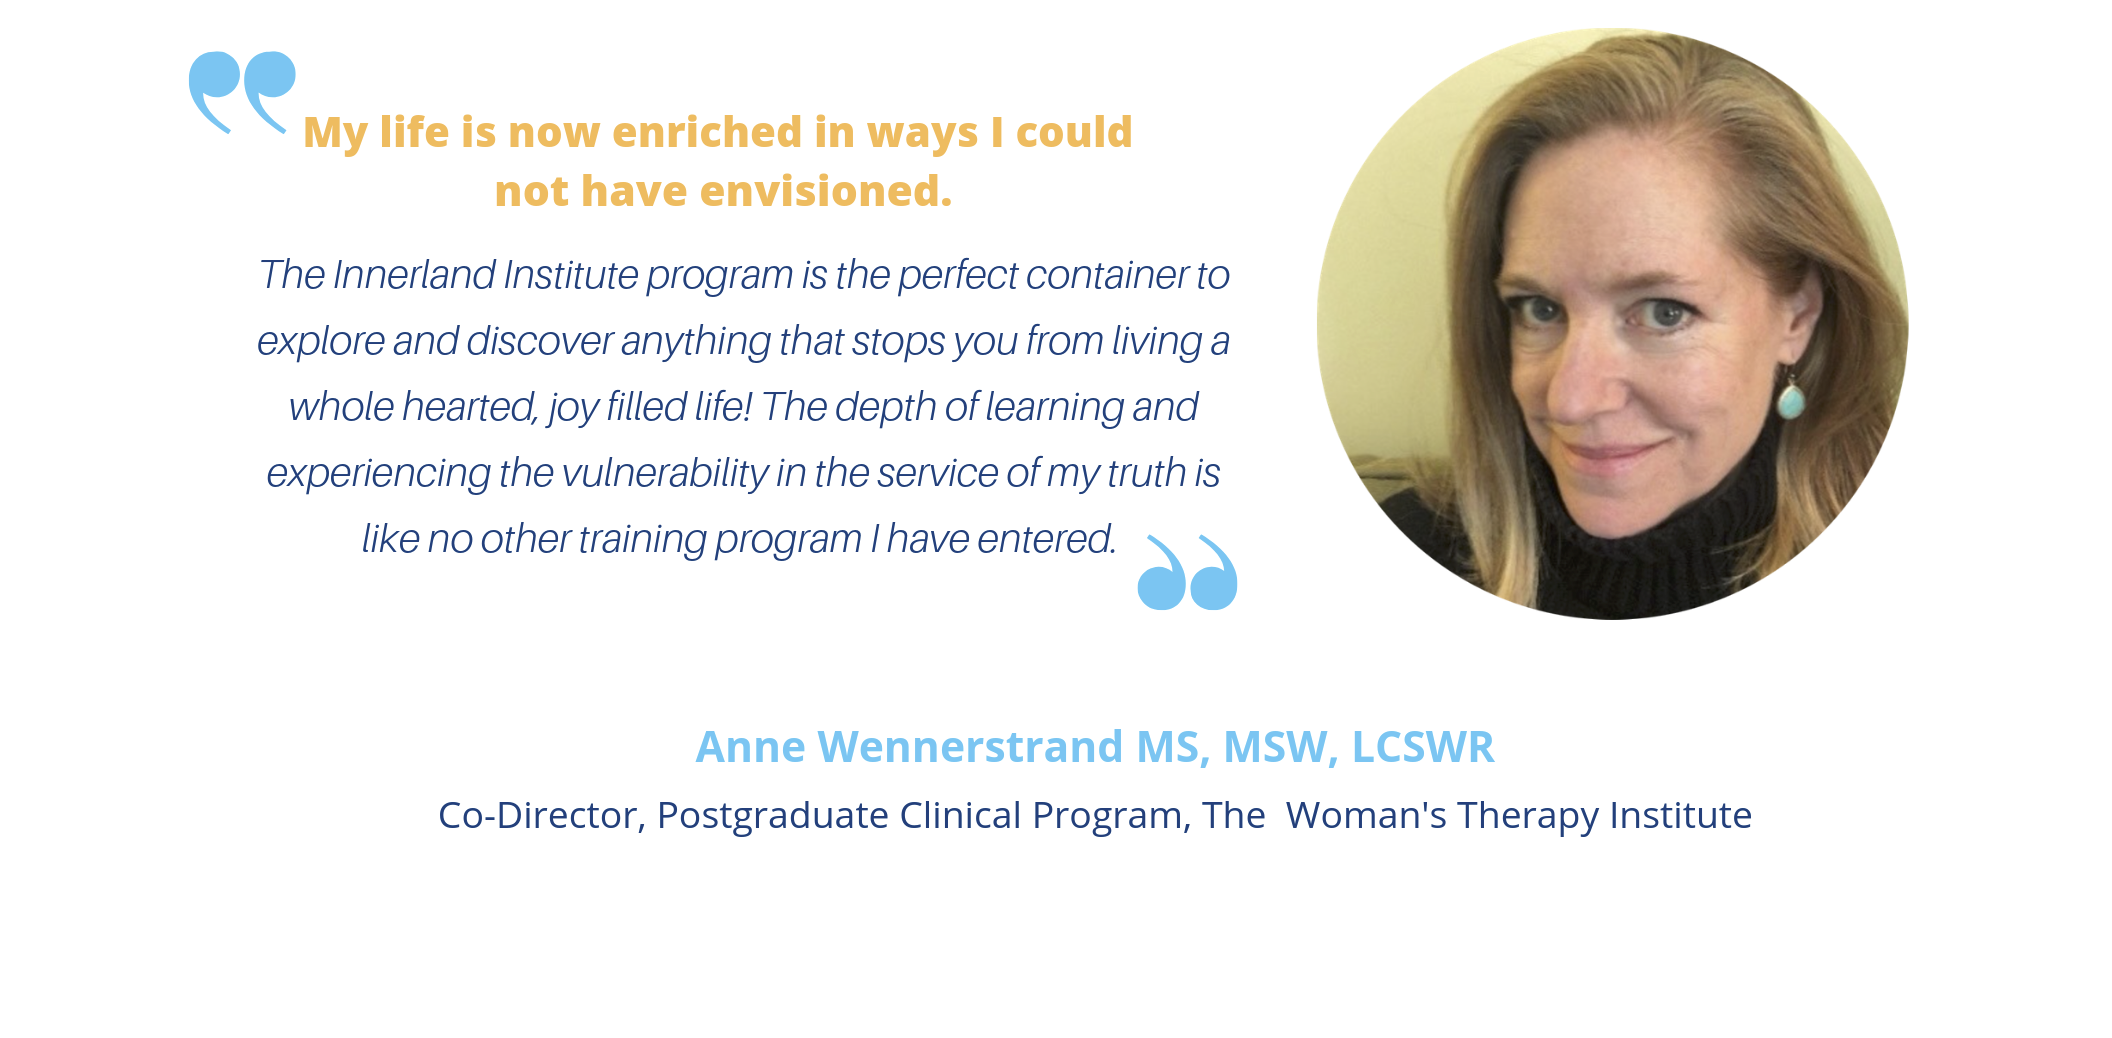 My life is now enriched in ways I could
not have envisioned.
The Innerland Institute program is the perfect container to
explore and discover anything that stops you from living a
whole hearted, joy filled life! The depth of learning and
experiencing the vulnerability in the service of my truth is
like no other training program I have entered.
Anne Wennerstrand MS, MSW, LCSWR
Co-Director, Postgraduate Clinical Program, The  Woman's Therapy Institute